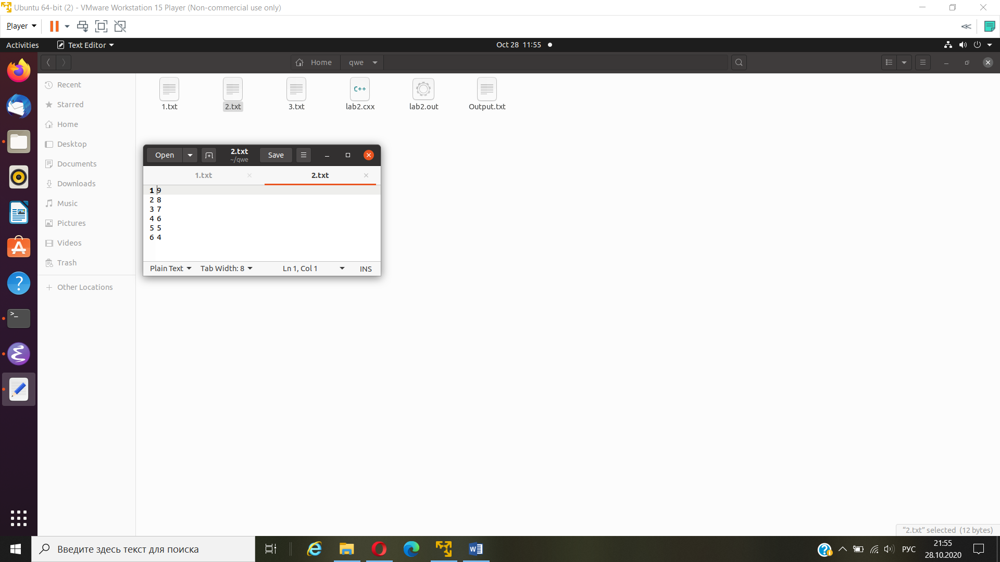 Ubuntu 64-bit (2) - VMware Workstation 15 Player (Non-commercial use only)
Player
Activities
Text Editor
Oct 28 11:55
Home
qwe
Recent
Starred
Home
Desktop
Documents
Downloads
Music
Pictures
Videos
Trash
Other Locations
1.txt
2.txt
3.txt
C++
lab2.cxx
lab2.out
Output.txt
Open
2.txt
~/qwe
Save
1.txt
2.txt
1 9
2 8
3 7
4 6
5 5
6 4
Plain Text
Tab Width: 8
Ln 1, Col 1
INS
"2.txt" selected (12 bytes)
Введите здесь текст для поиска
РУС
21:55
28.10.2020